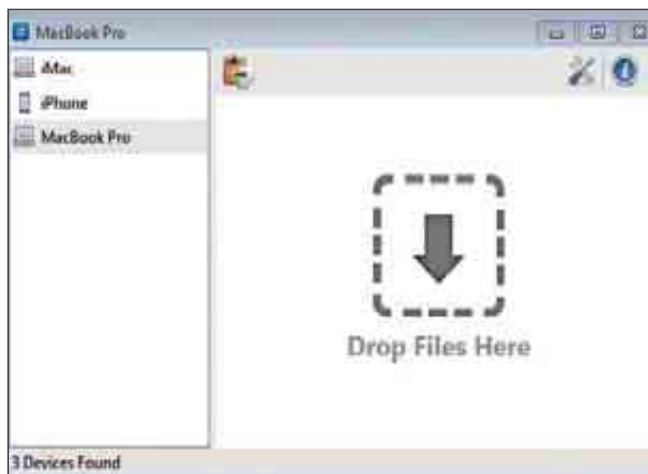 MacBook Pro
iMac
iPhone
MacBook Pro
Drop Files Here
3 Devices Found